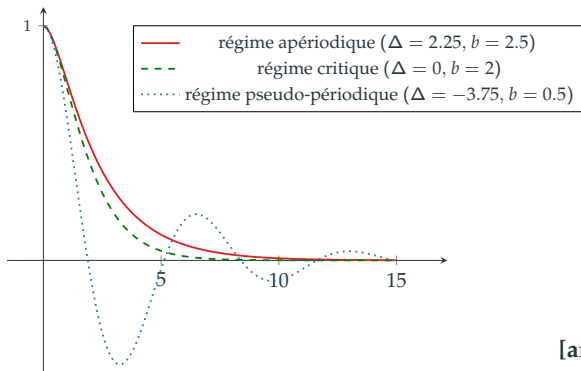 1
régime apériodique (Δ = 2.25, b = 2.5)
régime critique (Δ = 0, b = 2)
régime pseudo-périodique (Δ = −3.75, b = 0.5)
5 10 15